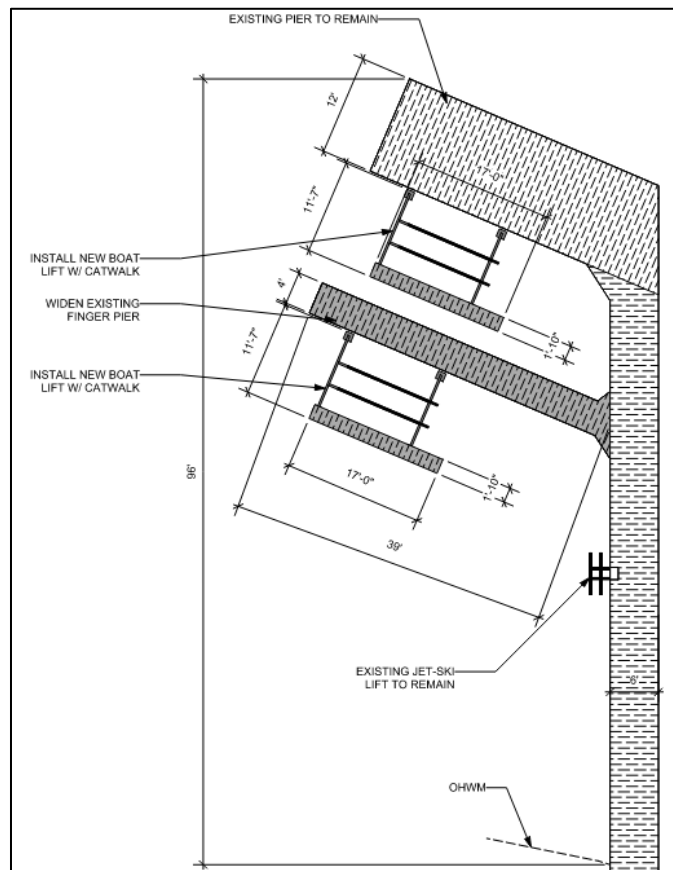 EXISTING PIER TO REMAIN
12'
17'-0"
11'-7"
INSTALL NEW BOAT
LIFT W/ CATWALK
4'
WIDEN EXISTING
FINGER PIER
1'-10"
11'-7"
INSTALL NEW BOAT
LIFT W/ CATWALK
96'
17'-0"
1'-10"
39'
EXISTING JET-SKI
LIFT TO REMAIN
6'
OHWM